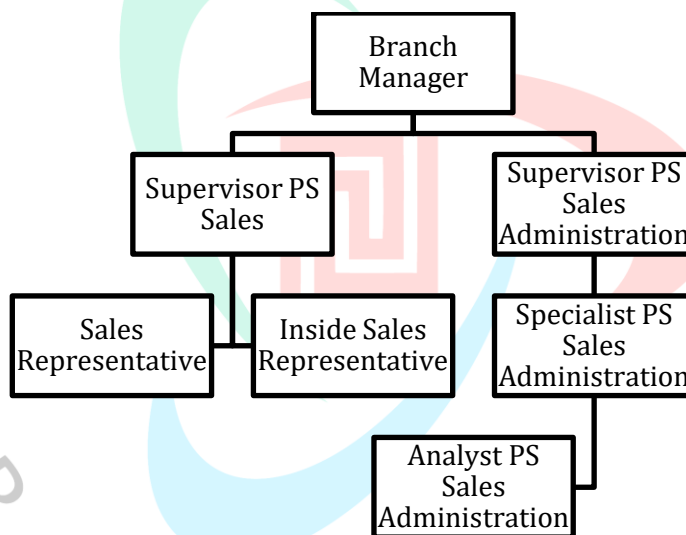 Branch
Manager
Supervisor PS
Sales
Supervisor PS
Sales
Administration
Sales
Representative
Inside Sales
Representative
Specialist PS
Sales
Administration
Analyst PS
Sales
Administration